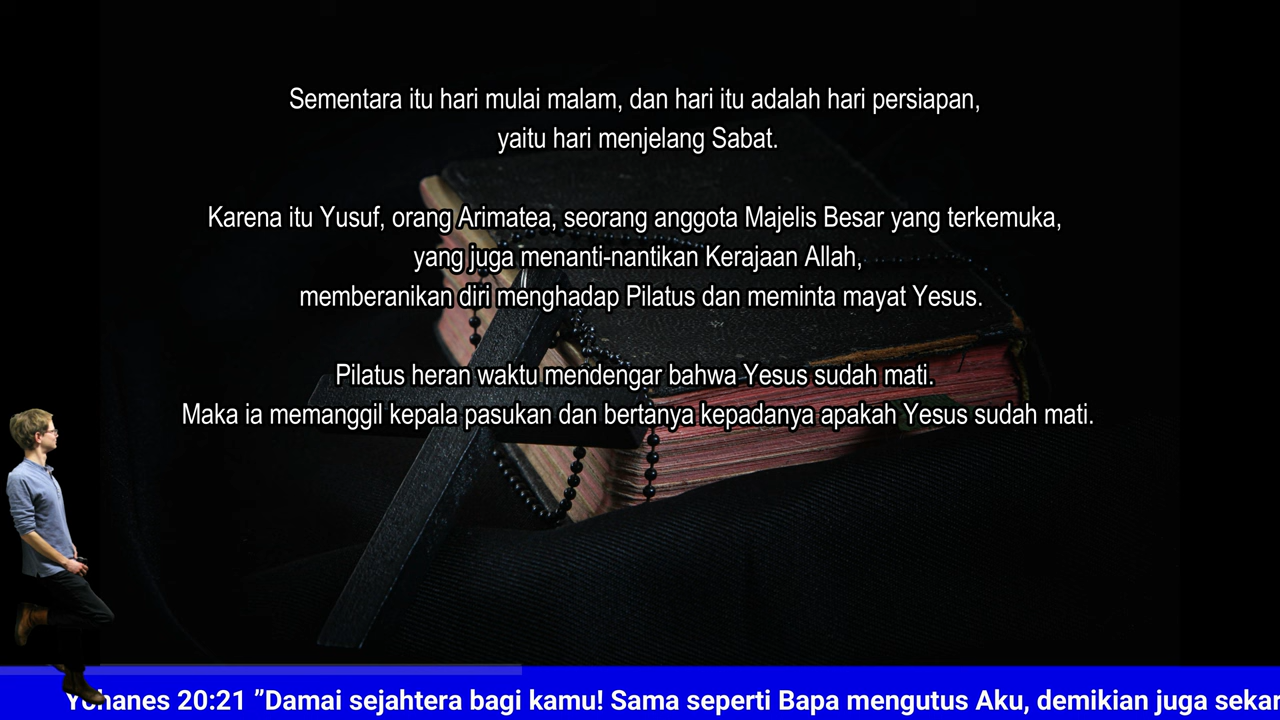 Sementara itu hari mulai malam, dan hari itu adalah hari persiapan,
yaitu hari menjelang Sabat.
Karena itu Yusuf, orang Arimatea, seorang anggota Majelis Besar yang terkemuka,
yang juga menanti-nantikan Kerajaan Allah,
memberanikan diri menghadap Pilatus dan meminta mayat Yesus.
Pilatus heran waktu mendengar bahwa Yesus sudah mati.
Maka ia memanggil kepala pasukan dan bertanya kepadanya apakah Yesus sudah mati.
Yohanes 20:21 ”Damai sejahtera bagi kamu! Sama seperti Bapa mengutus Aku, demikian juga sekar